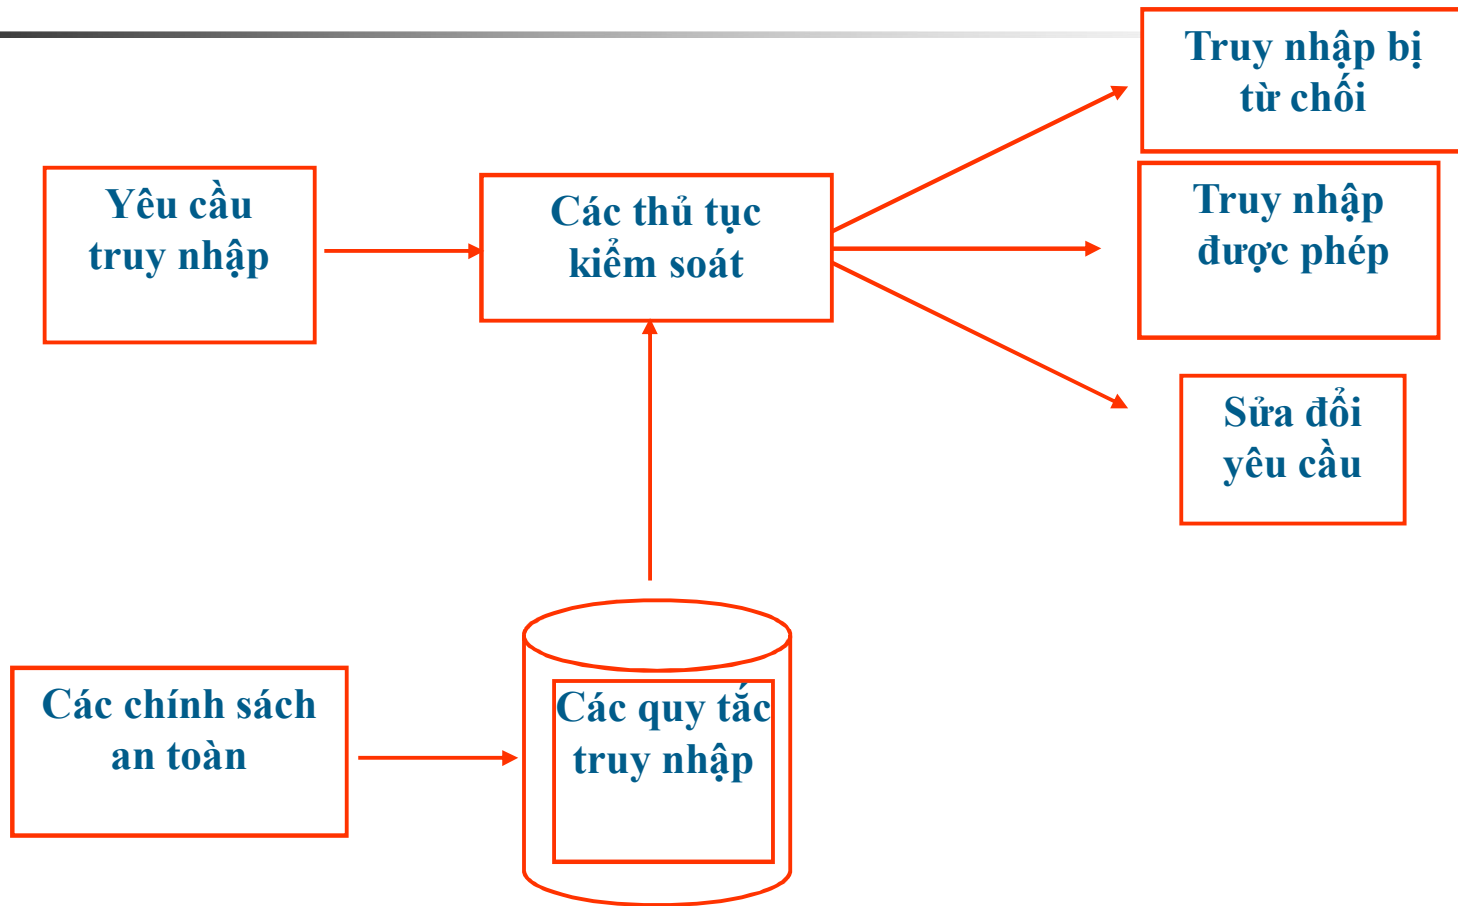 Truy nhập bị
từ chối
Yêu cầu
truy nhập
Các thủ tục
kiểm soát
Truy nhập
được phép
Sửa đổi
yêu cầu
Các chính sách
an toàn
Các quy tắc
truy nhập